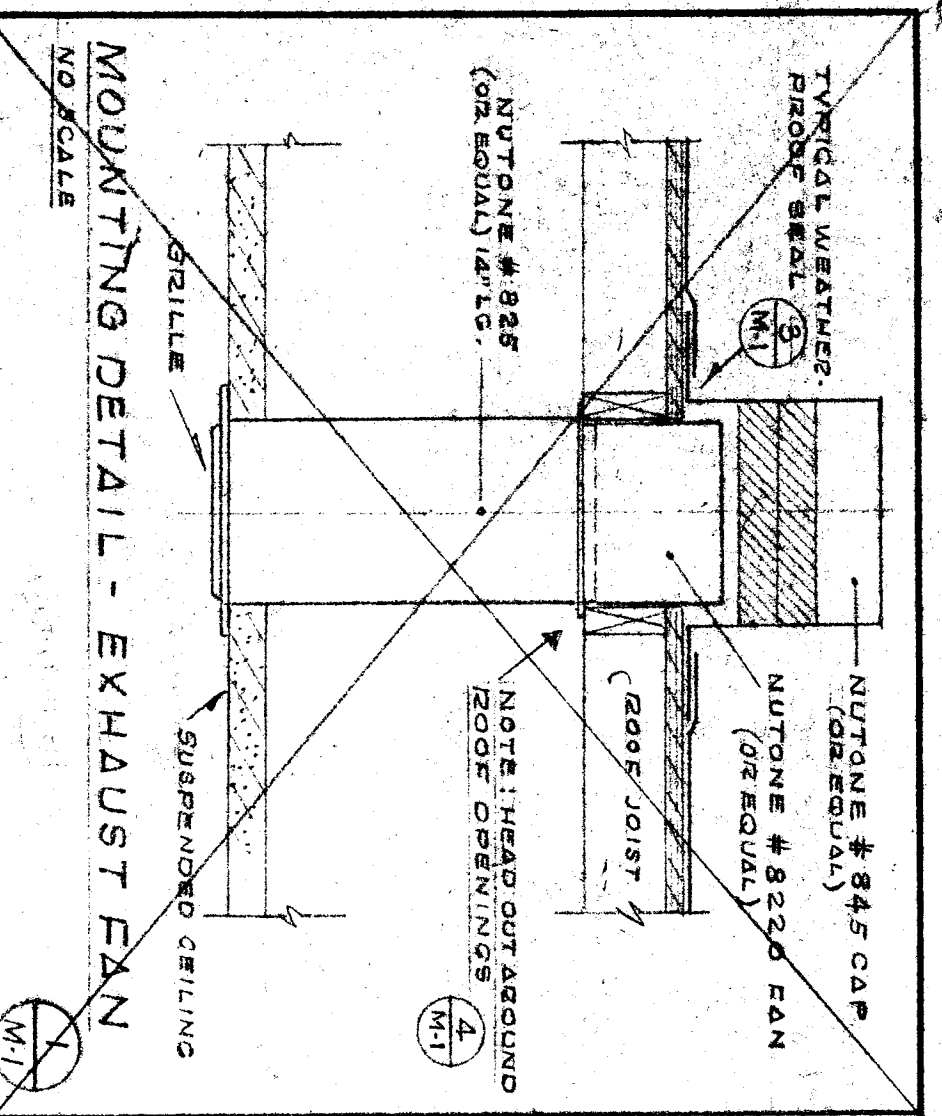 TYPICAL WEATHER-
PROOF SEAL
3
M-1
NUTONE # 845 CAP
(OR EQUAL)
NUTONE # 8220 FAN
(OR EQUAL)
ROOF JOIST
NUTONE # 825
(OR EQUAL) 14" LG.
NOTE: HEAD OUT AROUND
ROOF OPENINGS
4
M-1
GRILLE
SUSPENDED CEILING
MOUNTING DETAIL - EXHAUST FAN
NO SCALE
1
M-1